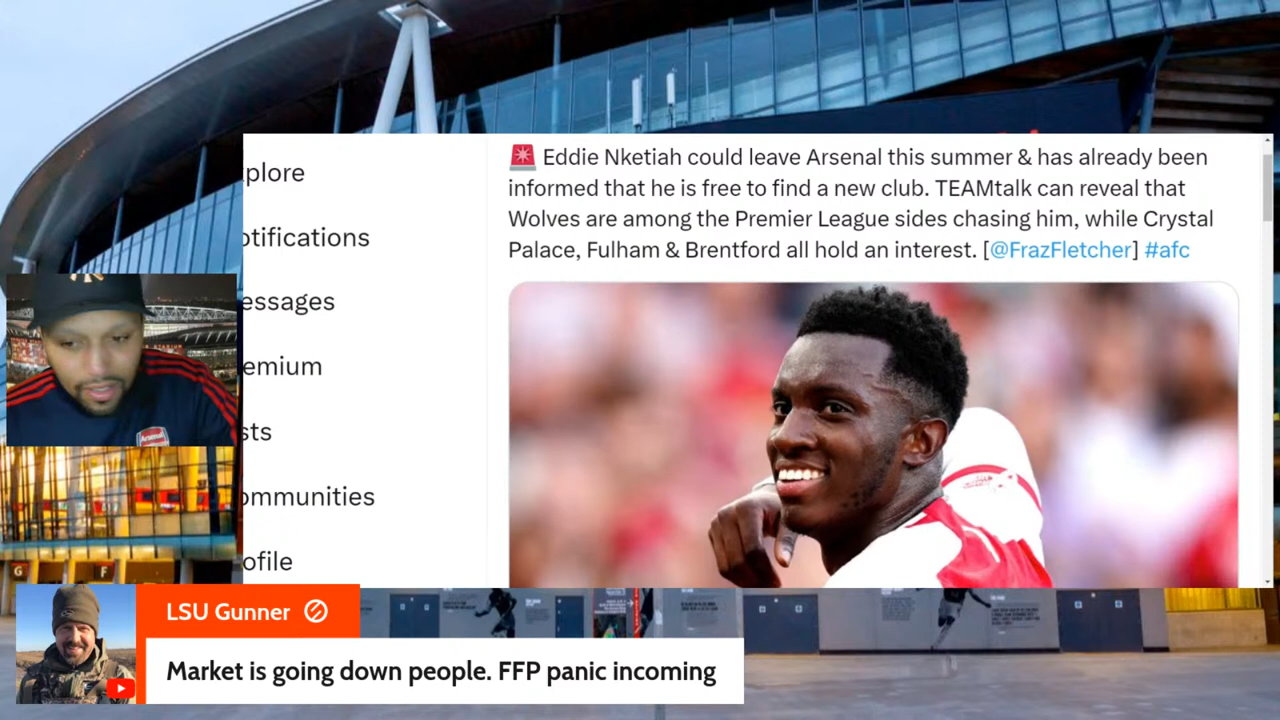 🚨 Eddie Nketiah could leave Arsenal this summer & has already been
informed that he is free to find a new club. TEAMtalk can reveal that
Wolves are among the Premier League sides chasing him, while Crystal
Palace, Fulham & Brentford all hold an interest. [@FrazFletcher] #afc
plore
otifications
essages
emium
sts
ommunities
ofile
Arsenal
G
F
LSU Gunner
Market is going down people. FFP panic incoming